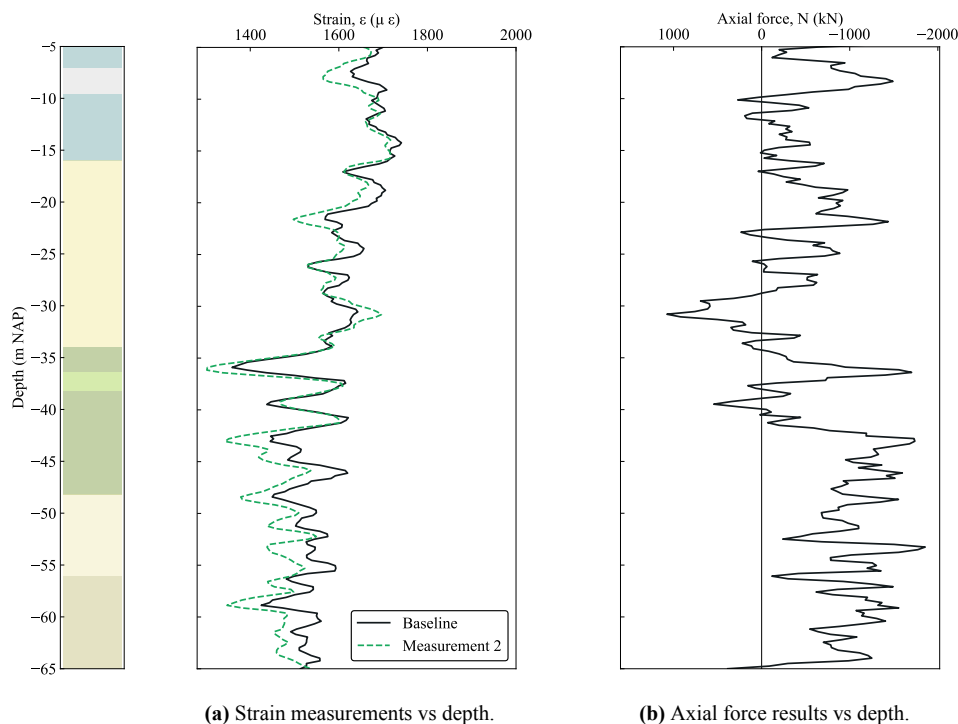 Strain, ε (μ ε)
1400 1600 1800 2000
Axial force, N (kN)
1000 0 −1000 −2000
Depth (m NAP)
−5
−10
−15
−20
−25
−30
−35
−40
−45
−50
−55
−60
−65
Baseline
Measurement 2
(a) Strain measurements vs depth.
(b) Axial force results vs depth.